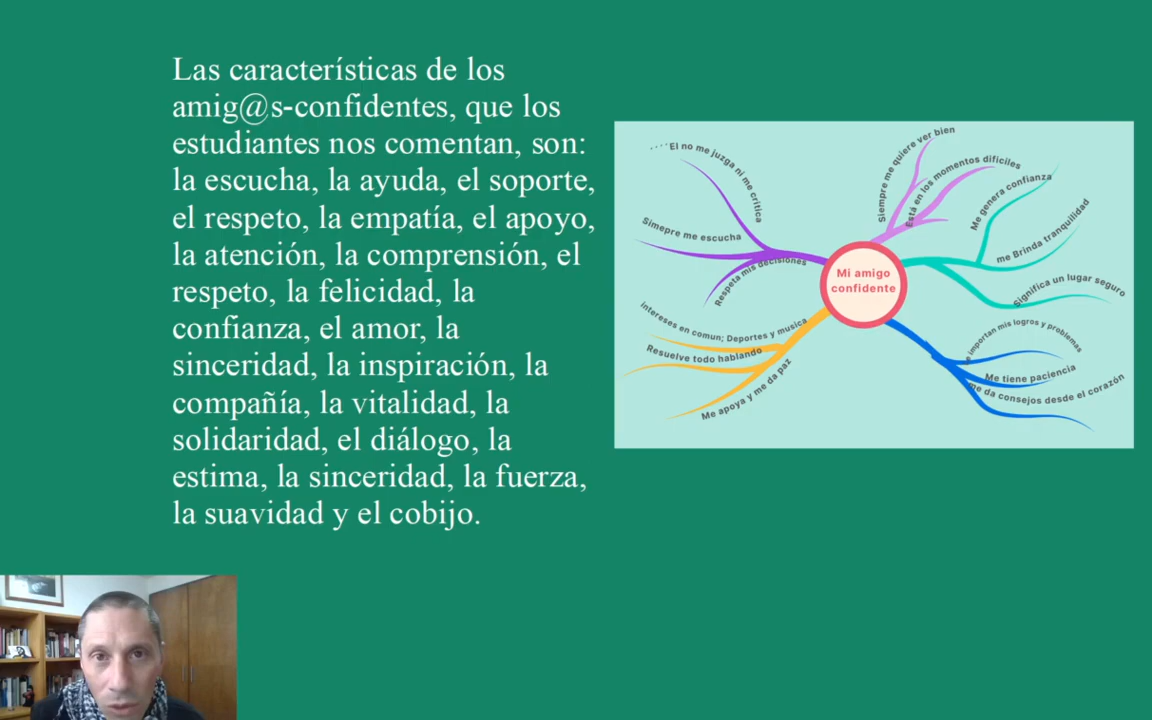 Las características de los
amig@s-confidentes, que los
estudiantes nos comentan, son:
la escucha, la ayuda, el soporte,
el respeto, la empatía, el apoyo,
la atención, la comprensión, el
respeto, la felicidad, la
confianza, el amor, la
sinceridad, la inspiración, la
compañía, la vitalidad, la
solidaridad, el diálogo, la
estima, la sinceridad, la fuerza,
la suavidad y el cobijo.
El no me juzga ni me critica
Simepre me escucha
Respeta mis decisiones
Intereses en comun; Deportes y musica
Resuelve todo hablando
Me apoya y me da paz
Mi amigo
confidente
Siempre me quiere ver bien
Está en los momentos dificiles
Me genera confianza
me Brinda tranquilidad
Significa un lugar seguro
importan mis logros y problemas
Me tiene paciencia
me da consejos desde el corazón